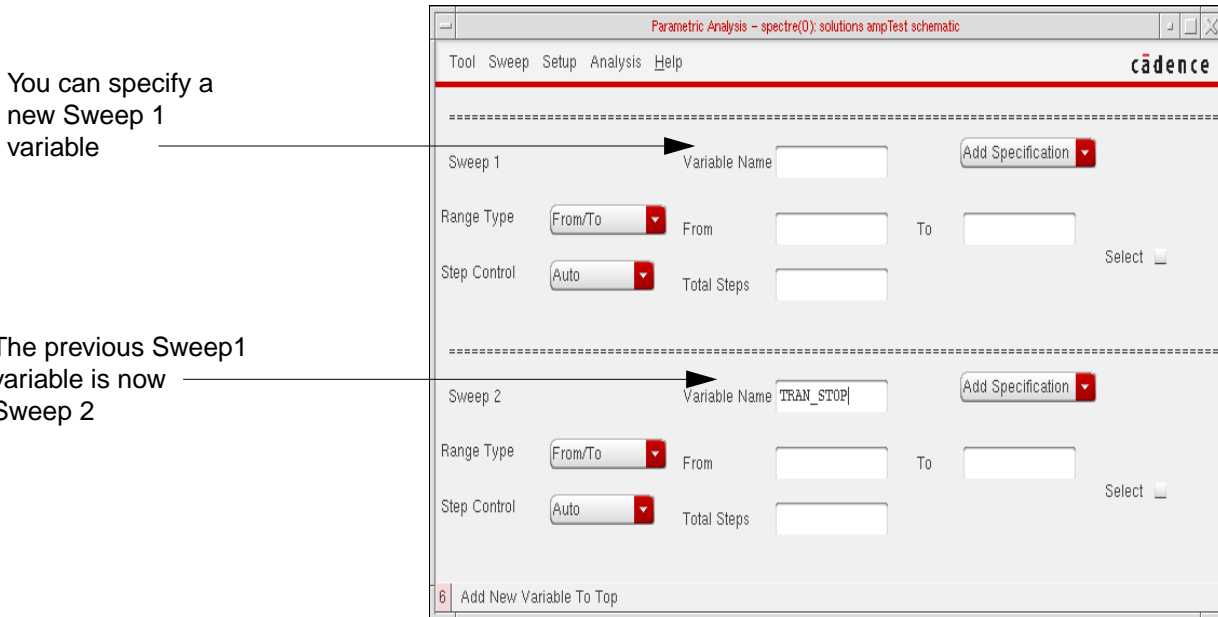 Parametric Analysis – spectre(0): solutions ampTest schematic
Tool Sweep Setup Analysis Help
cādence
You can specify a
new Sweep 1
variable
Sweep 1
Variable Name
Add Specification
Range Type
From/To
From
To
Select
Step Control
Auto
Total Steps
The previous Sweep1
variable is now
Sweep 2
Sweep 2
Variable Name TRAN_STOP
Add Specification
Range Type
From/To
From
To
Select
Step Control
Auto
Total Steps
6 Add New Variable To Top